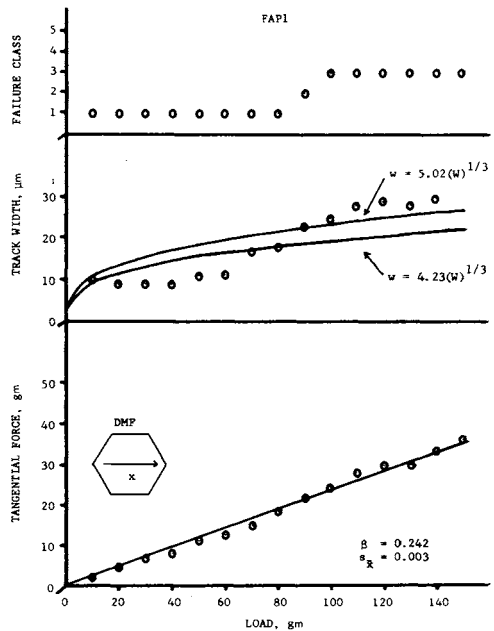 FAP1
FAILURE CLASS
5
4
3
2
1
TRACK WIDTH, μm
30
20
10
0
w = 5.02(W)1/3
w = 4.23(W)1/3
TANGENTIAL FORCE, gm
50
40
30
20
10
0
DMF
x
β = 0.242
sx̄ = 0.003
0 20 40 60 80 100 120 140
LOAD, gm